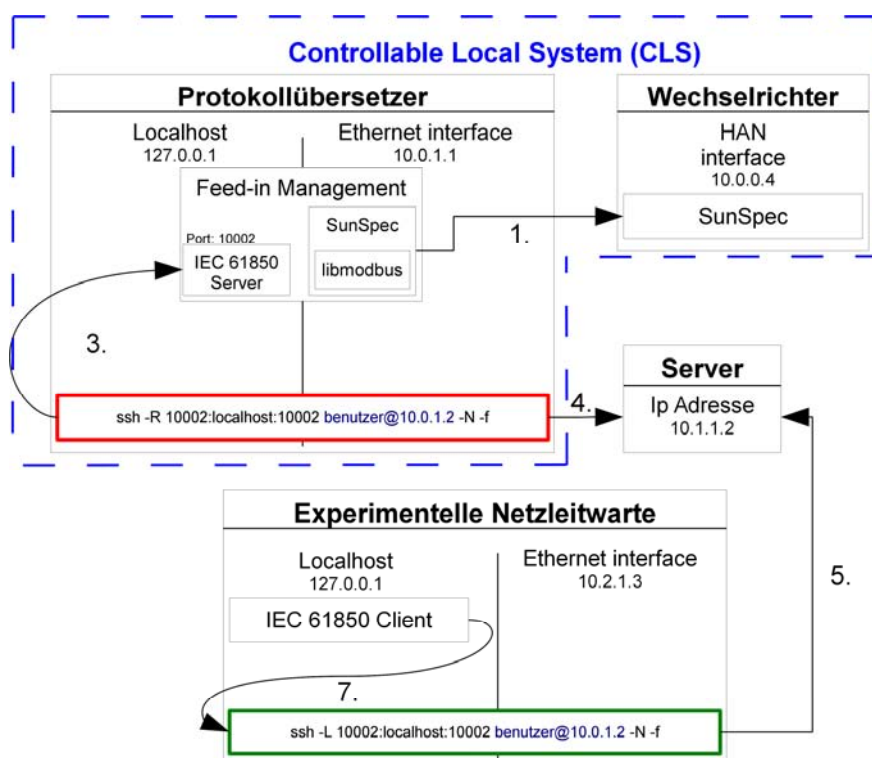 Controllable Local System (CLS)
Protokollübersetzer
Localhost
127.0.0.1
Ethernet interface
10.0.1.1
Feed-in Management
Port: 10002
IEC 61850
Server
SunSpec
libmodbus
1.
Wechselrichter
HAN
interface
10.0.0.4
SunSpec
3.
ssh -R 10002:localhost:10002 benutzer@10.0.1.2 -N -f
4.
Server
Ip Adresse
10.1.1.2
Experimentelle Netzleitwarte
Localhost
127.0.0.1
Ethernet interface
10.2.1.3
IEC 61850 Client
5.
7.
ssh -L 10002:localhost:10002 benutzer@10.0.1.2 -N -f